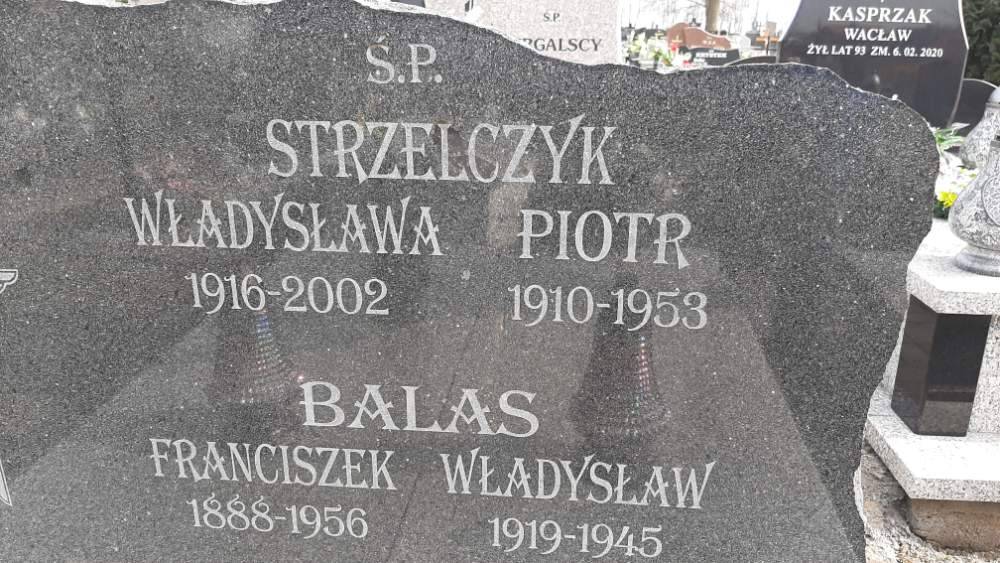 Ś.P.
STRZELCZYK
WŁADYSŁAWA PIOTR
1916-2002 1910-1953
BALAS
FRANCISZEK WŁADYSŁAW
1888-1956 1919-1945
Ś.P.
KASPRZAK
WACŁAW
ŻYŁ LAT 93 ZM. 6.02.2020